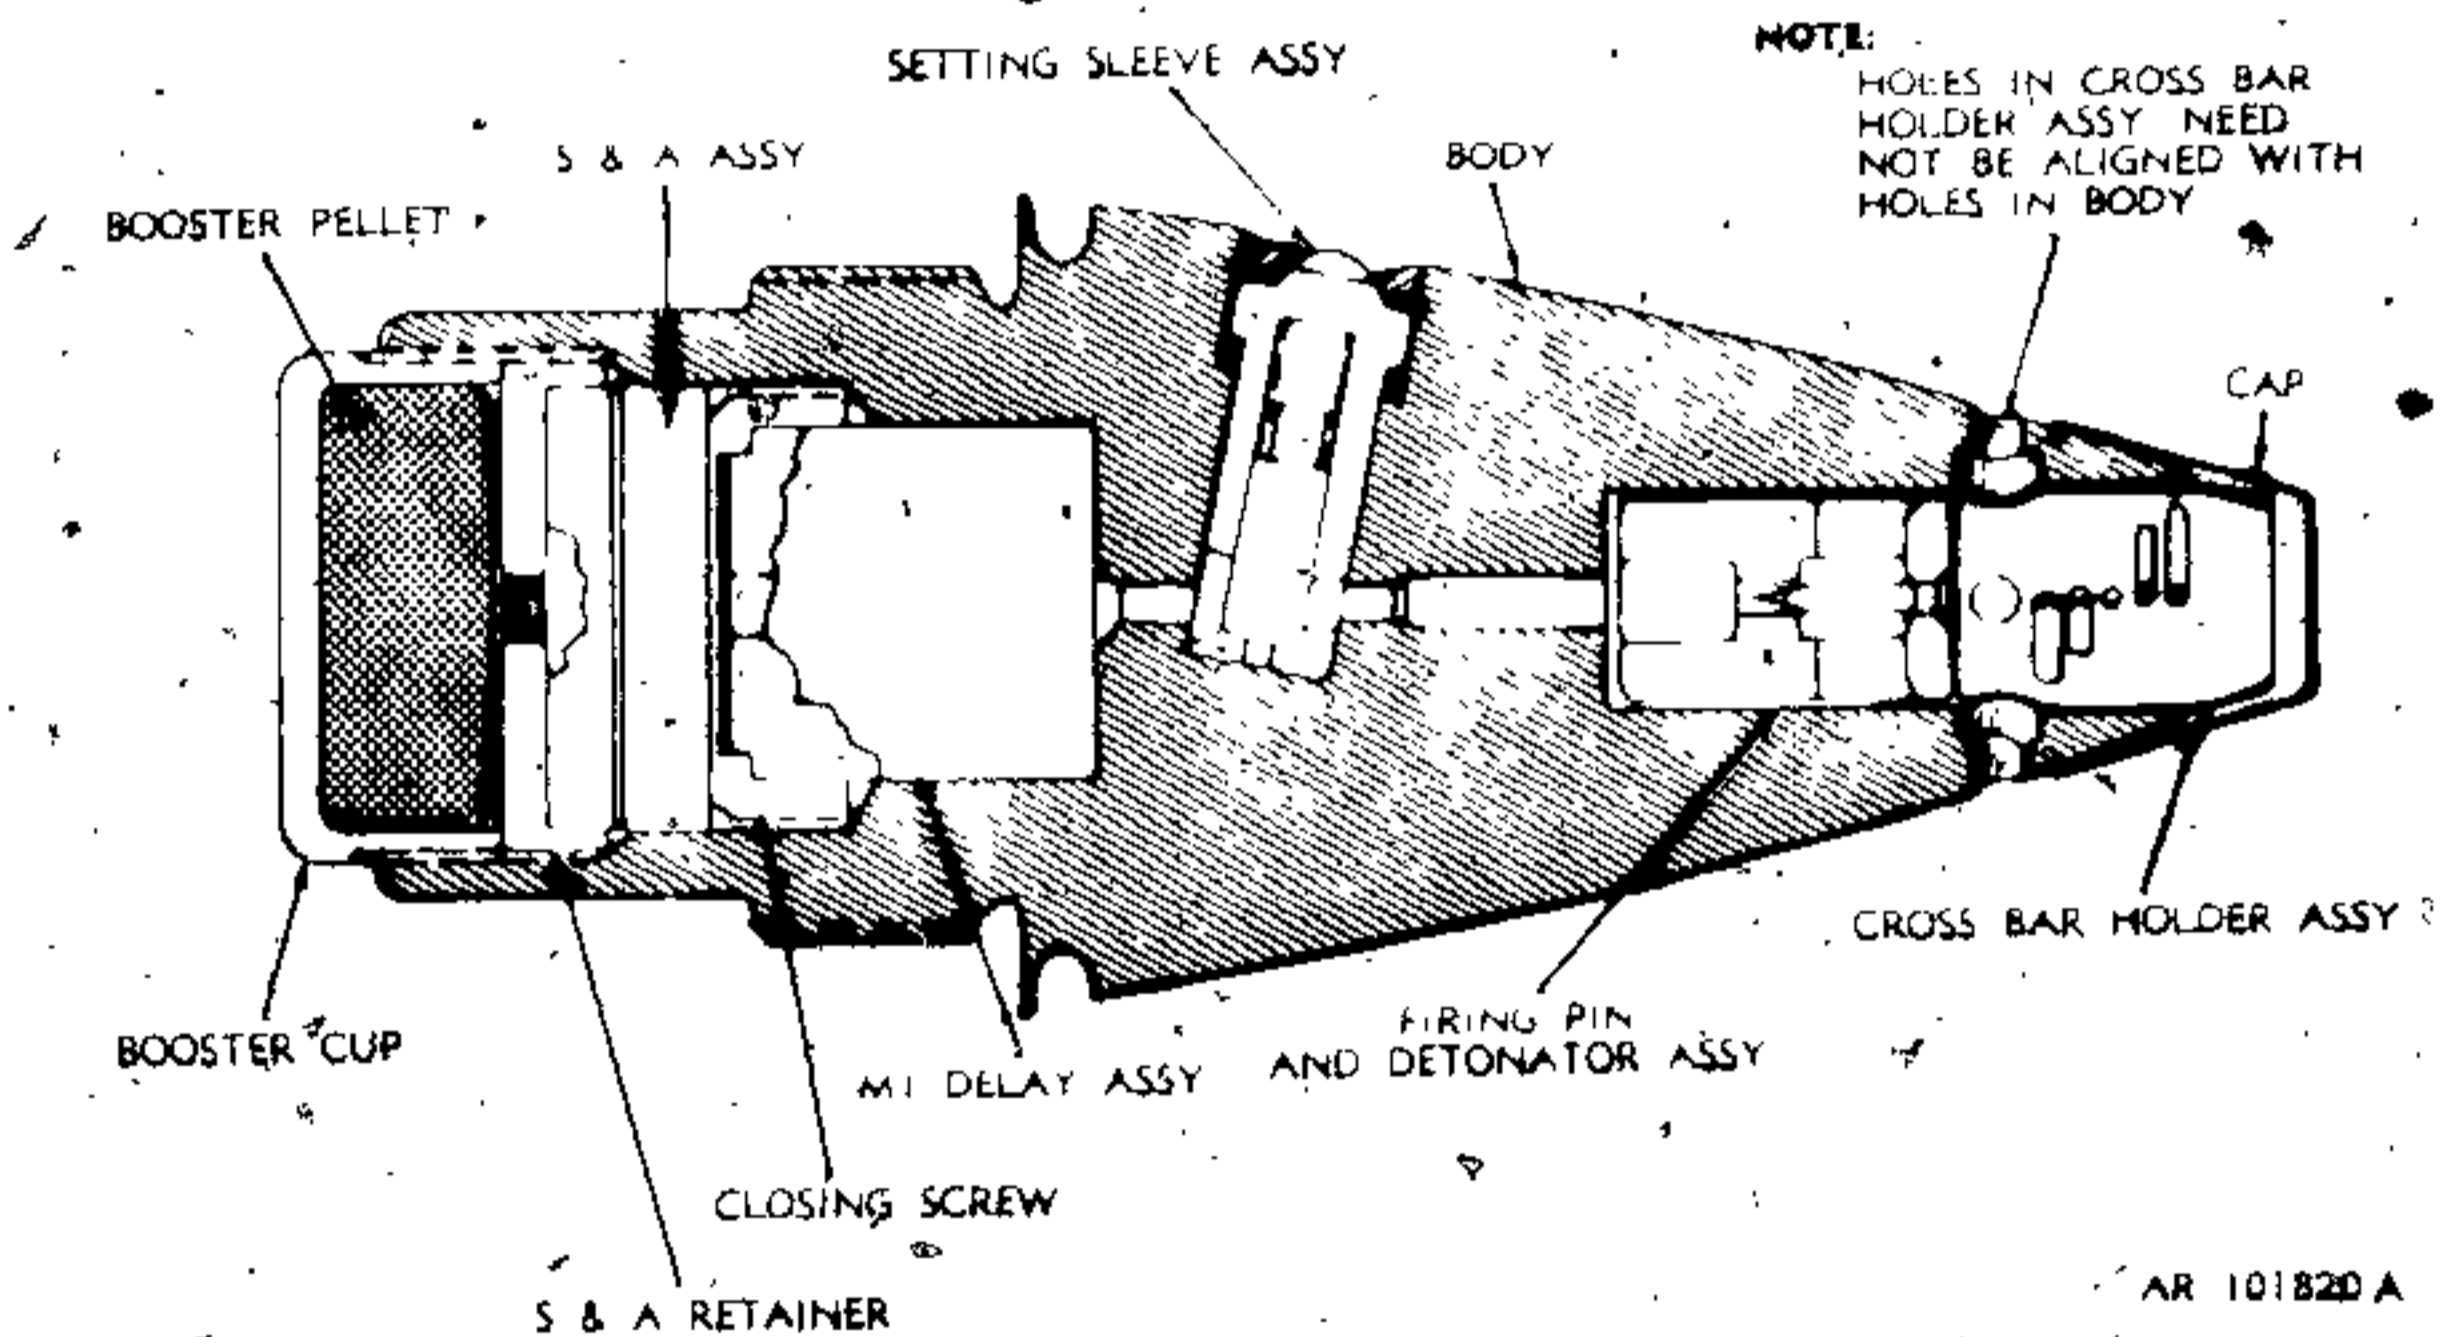 SETTING SLEEVE ASSY
NOTE:
HOLES IN CROSS BAR
HOLDER ASSY NEED
NOT BE ALIGNED WITH
HOLES IN BODY
S & A ASSY
BODY
BOOSTER PELLET
CAP
CROSS BAR HOLDER ASSY
BOOSTER CUP
FIRING PIN
AND DETONATOR ASSY
M1 DELAY ASSY
CLOSING SCREW
S & A RETAINER
AR 101820 A